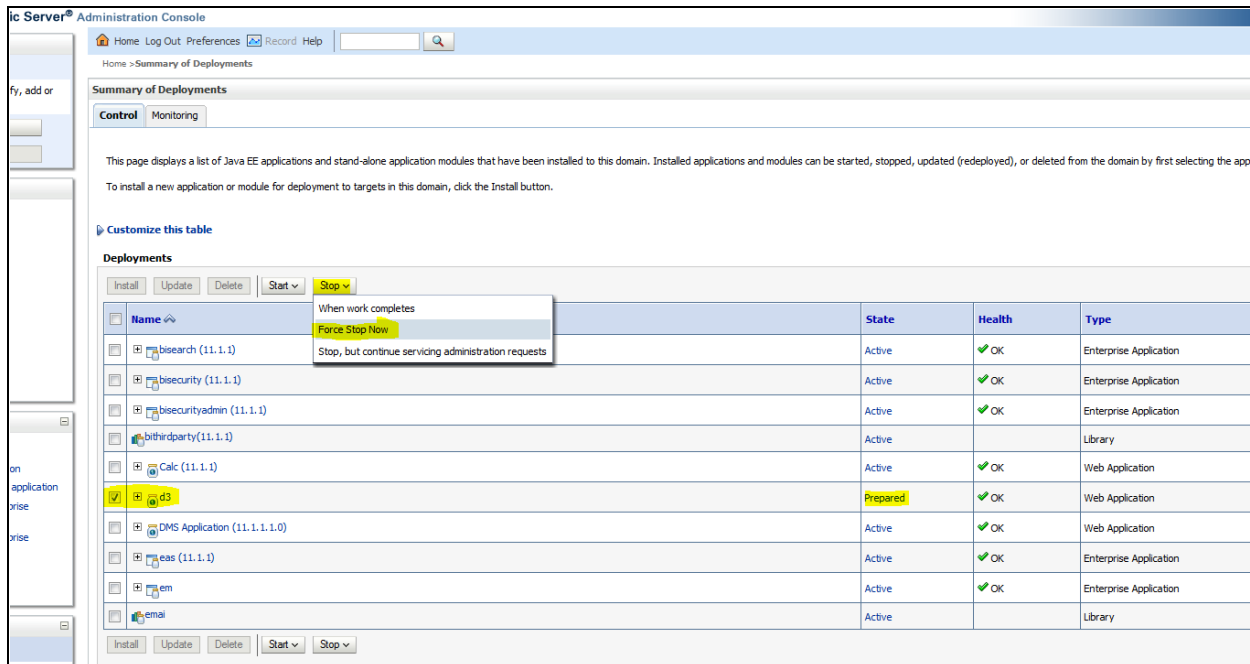 ic Server® Administration Console
Home Log Out Preferences Record Help
Home >Summary of Deployments
fy, add or
Summary of Deployments
Control Monitoring
This page displays a list of Java EE applications and stand-alone application modules that have been installed to this domain. Installed applications and modules can be started, stopped, updated (redeployed), or deleted from the domain by first selecting the app
To install a new application or module for deployment to targets in this domain, click the Install button.
Customize this table
Deployments
Install Update Delete Start Stop
When work completes
Force Stop Now
Stop, but continue servicing administration requests
Name State Health Type
bisearch (11.1.1) Active OK Enterprise Application
bisecurity (11.1.1) Active OK Enterprise Application
bisecurityadmin (11.1.1) Active OK Enterprise Application
bithirdparty(11.1.1) Active Library
on
Calc (11.1.1) Active OK Web Application
application
d3 Prepared OK Web Application
prise
DMS Application (11.1.1.1.0) Active OK Web Application
prise
eas (11.1.1) Active OK Enterprise Application
em Active OK Enterprise Application
emai Active Library
Install Update Delete Start Stop